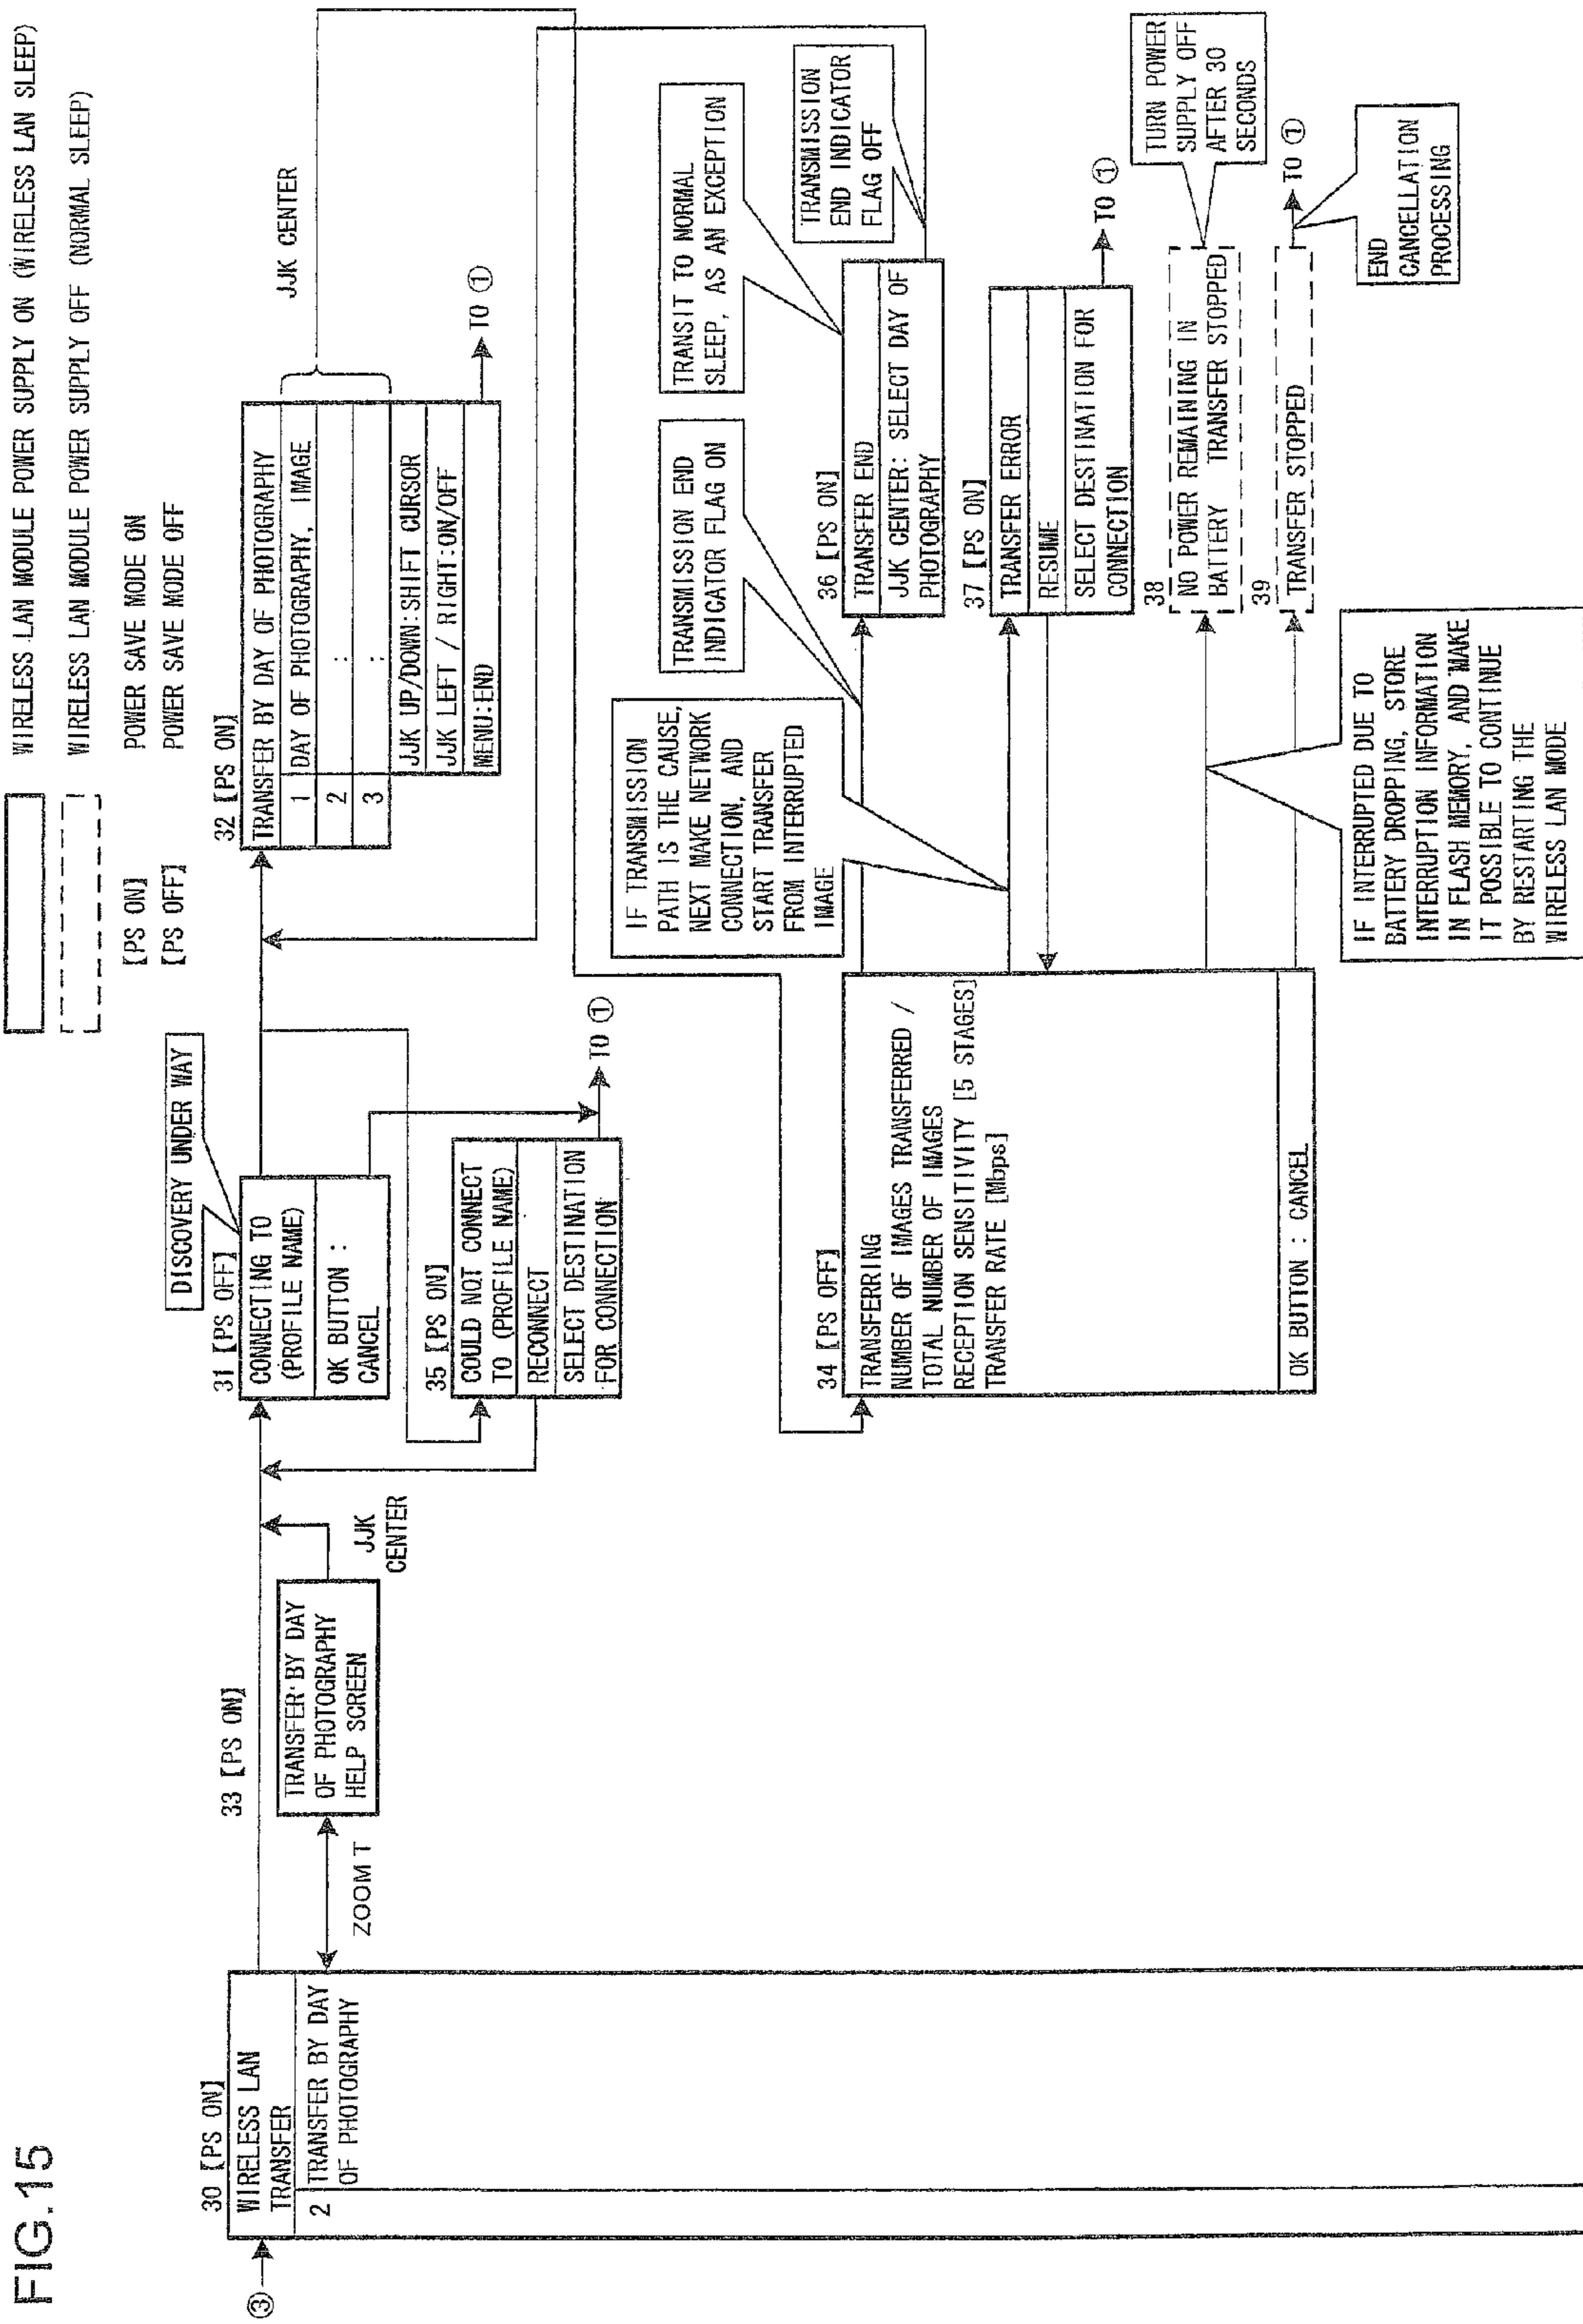 FIG.15
WIRELESS LAN MODULE POWER SUPPLY ON (WIRELESS LAN SLEEP)
WIRELESS LAN MODULE POWER SUPPLY OFF (NORMAL SLEEP)
[PS ON] POWER SAVE MODE ON
[PS OFF] POWER SAVE MODE OFF
③
30 [PS ON]
WIRELESS LAN
TRANSFER
2 TRANSFER BY DAY
OF PHOTOGRAPHY
ZOOM T
33 [PS ON]
TRANSFER BY DAY
OF PHOTOGRAPHY
HELP SCREEN
JJK
CENTER
DISCOVERY UNDER WAY
31 [PS OFF]
CONNECTING TO
(PROFILE NAME)
OK BUTTON :
CANCEL
35 [PS ON]
COULD NOT CONNECT
TO (PROFILE NAME)
RECONNECT
SELECT DESTINATION
FOR CONNECTION
TO ①
32 [PS ON]
TRANSFER BY DAY OF PHOTOGRAPHY
1 DAY OF PHOTOGRAPHY, IMAGE
2 :
3 :
JJK UP/DOWN:SHIFT CURSOR
JJK LEFT / RIGHT:ON/OFF
MENU:END
TO ①
JJK CENTER
34 [PS OFF]
TRANSFERRING
NUMBER OF IMAGES TRANSFERRED /
TOTAL NUMBER OF IMAGES
RECEPTION SENSITIVITY [5 STAGES]
TRANSFER RATE [Mbps]
OK BUTTON : CANCEL
IF TRANSMISSION
PATH IS THE CAUSE,
NEXT MAKE NETWORK
CONNECTION, AND
START TRANSFER
FROM INTERRUPTED
IMAGE
TRANSMISSION END
INDICATOR FLAG ON
TRANSIT TO NORMAL
SLEEP, AS AN EXCEPTION
TRANSMISSION
END INDICATOR
FLAG OFF
36 [PS ON]
TRANSFER END
JJK CENTER: SELECT DAY OF
PHOTOGRAPHY
37 [PS ON]
TRANSFER ERROR
RESUME
SELECT DESTINATION FOR
CONNECTION
TO ①
38
NO POWER REMAINING IN
BATTERY TRANSFER STOPPED
TURN POWER
SUPPLY OFF
AFTER 30
SECONDS
39
TRANSFER STOPPED
TO ①
END
CANCELLATION
PROCESSING
IF INTERRUPTED DUE TO
BATTERY DROPPING, STORE
INTERRUPTION INFORMATION
IN FLASH MEMORY, AND MAKE
IT POSSIBLE TO CONTINUE
BY RESTARTING THE
WIRELESS LAN MODE